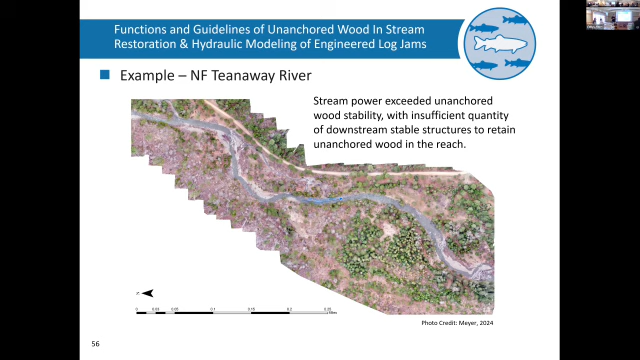 Functions and Guidelines of Unanchored Wood In Stream
Restoration & Hydraulic Modeling of Engineered Log Jams
Example – NF Teanaway River
Stream power exceeded unanchored
wood stability, with insufficient quantity
of downstream stable structures to retain
unanchored wood in the reach.
Photo Credit: Meyer, 2024
56